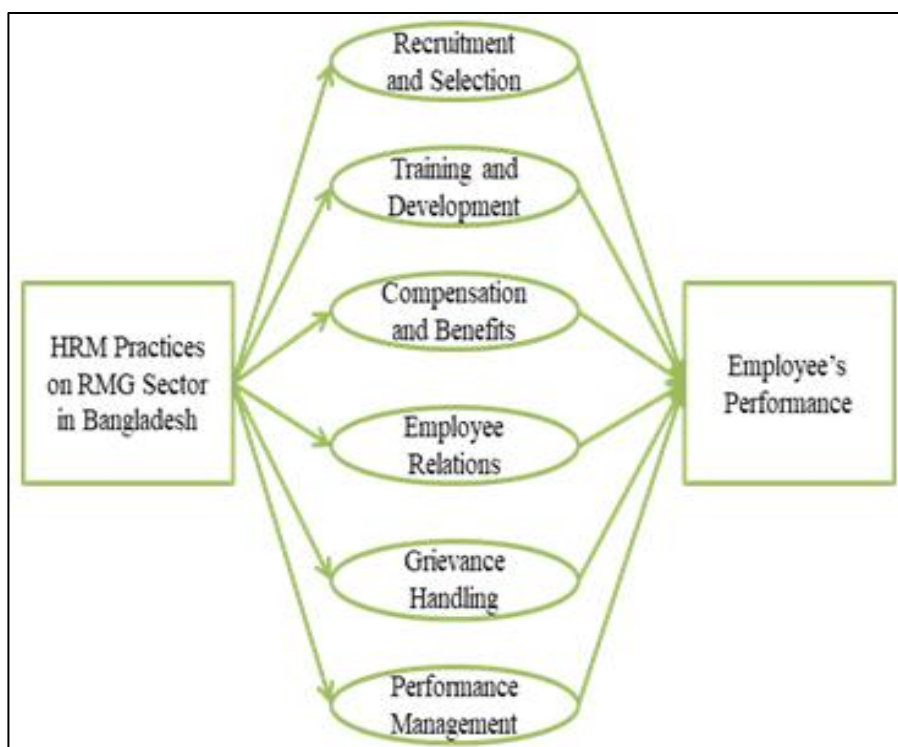 Recruitment
and Selection
Training and
Development
Compensation
and Benefits
HRM Practices
on RMG Sector
in Bangladesh
Employee's
Performance
Employee
Relations
Grievance
Handling
Performance
Management